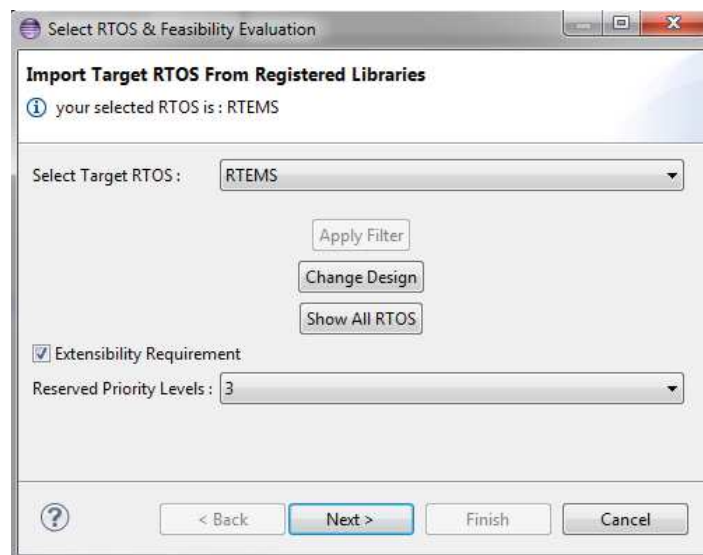 Select RTOS & Feasibility Evaluation
Import Target RTOS From Registered Libraries
your selected RTOS is : RTEMS
Select Target RTOS : RTEMS
Apply Filter
Change Design
Show All RTOS
Extensibility Requirement
Reserved Priority Levels : 3
< Back Next > Finish Cancel